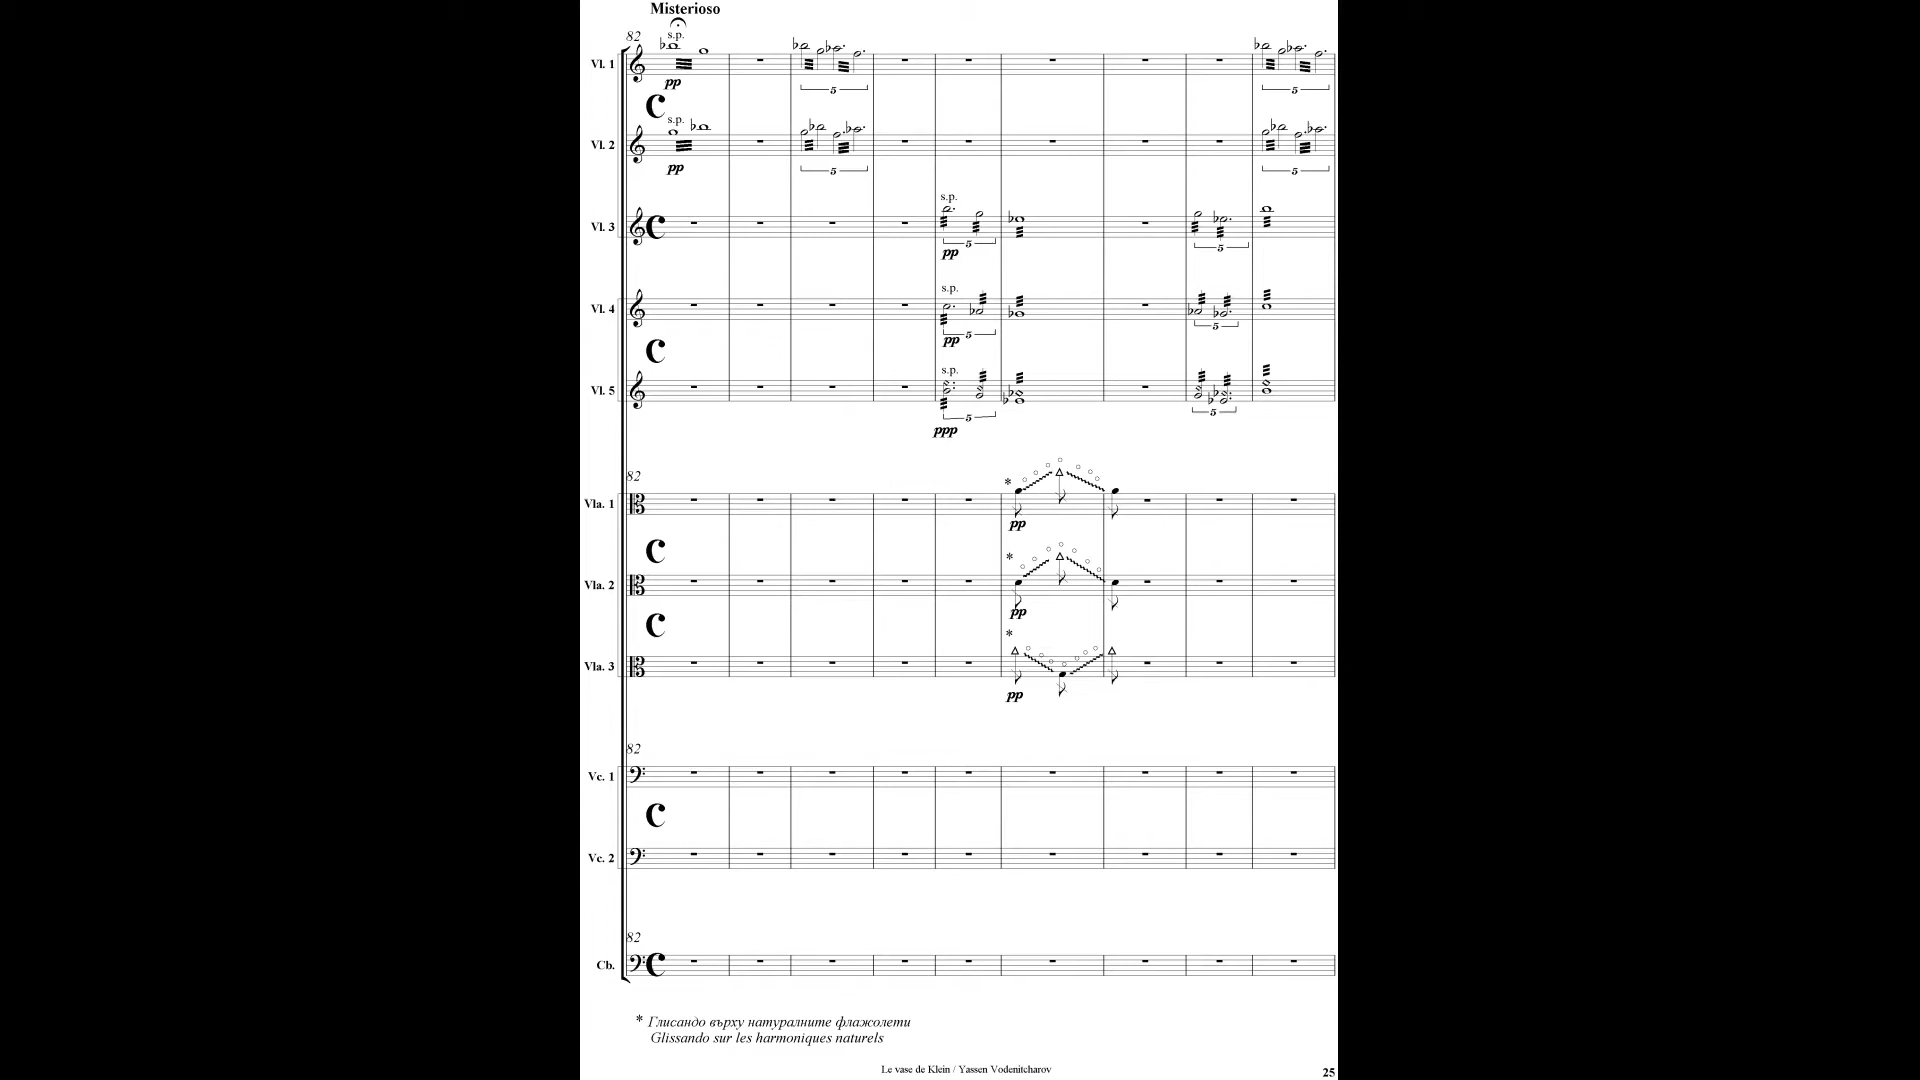 Misterioso
82
s.p.
Vl. 1
pp
5
5
s.p.
Vl. 2
pp
5
5
s.p.
Vl. 3
5
5
pp
s.p.
Vl. 4
5
5
pp
s.p.
Vl. 5
5
5
ppp
82
*
Vla. 1
pp
*
Vla. 2
pp
*
Vla. 3
pp
82
Vc. 1
Vc. 2
82
Cb.
* Глисандо върху натуралните флажолети
Glissando sur les harmoniques naturels
Le vase de Klein / Yassen Vodenitcharov
25